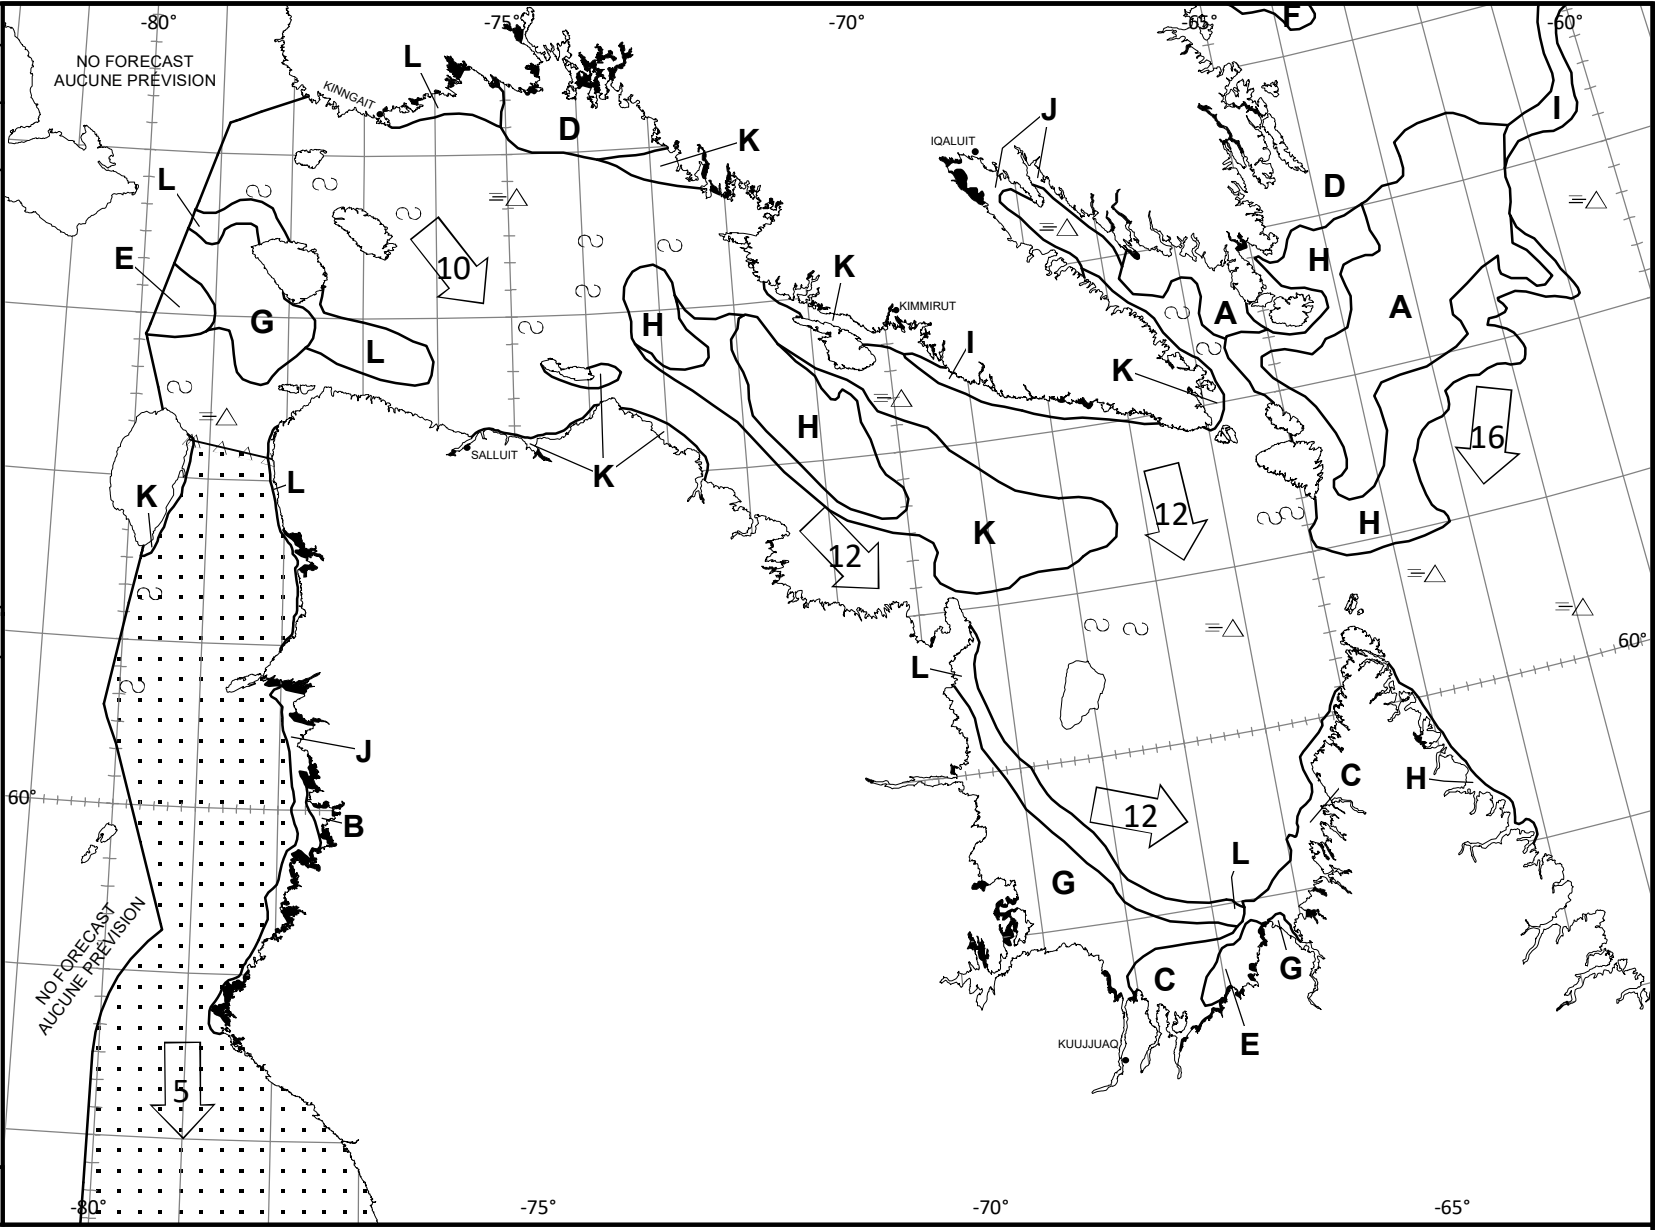 -80°
-75°
-70°
-65°
F
-60°
NO FORECAST
AUCUNE PRÉVISION
L
KINNGAIT
I
J
D
K
IQALUIT
L
D
E
H
K
10
A
KIMMIRUT
G
H
A
L
I
K
H
16
SALLUIT
K
L
K
12
H
K
12
60°
L
J
C
H
60°
B
12
L
G
NO FORECAST
AUCUNE PRÉVISION
C
G
E
KUUJJUAQ
5
-80°
-75°
-70°
-65°